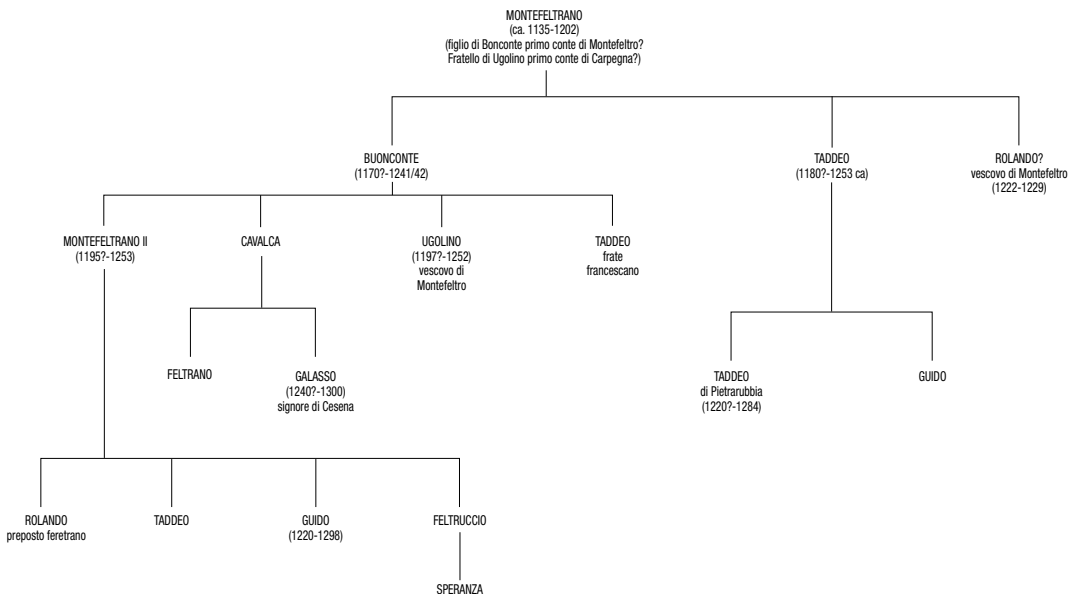 MONTEFELTRANO
(ca. 1135-1202)
(figlio di Bonconte primo conte di Montefeltro?
Fratello di Ugolino primo conte di Carpegna?)
BUONCONTE
(1170?-1241/42)
TADDEO
(1180?-1253 ca)
ROLANDO?
vescovo di Montefeltro
(1222-1229)
MONTEFELTRANO II
(1195?-1253)
CAVALCA
UGOLINO
(1197?-1252)
vescovo di
Montefeltro
TADDEO
frate
francescano
FELTRANO
GALASSO
(1240?-1300)
signore di Cesena
TADDEO
di Pietrarubbia
(1220?-1284)
GUIDO
ROLANDO
preposto feretrano
TADDEO
GUIDO
(1220-1298)
FELTRUCCIO
SPERANZA